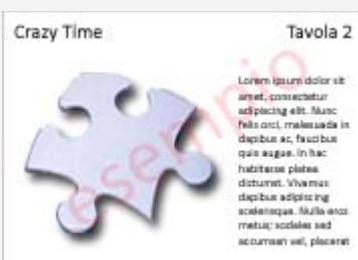 Crazy Time
Tavola 2
esempio
Lorem ipsum dolor sit
amet, consectetur
adipiscing elit. Nunc
felis orci, malesuada in
dapibus ac, faucibus
quis augue. In hac
habitasse platea
dictumst. Vivamus
dapibus adipiscing
scelerisque. Nulla eros
metus, sodales sed
accumsan vel, placerat